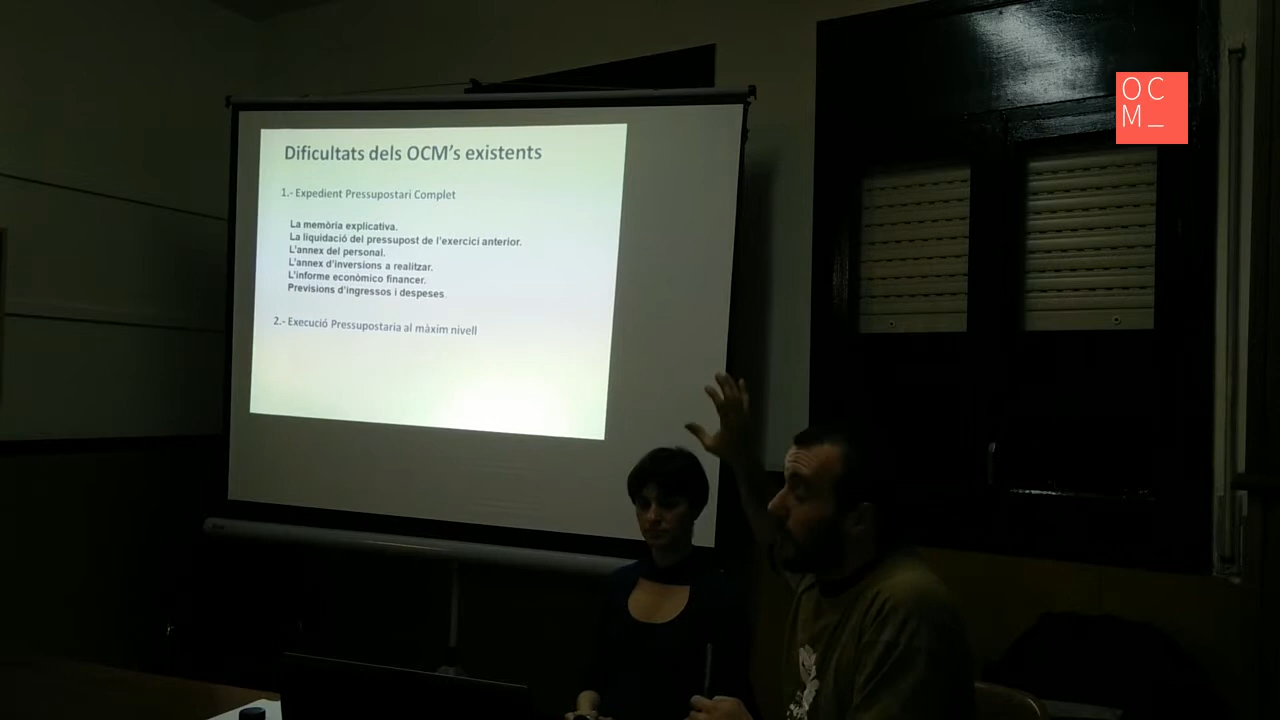 Dificultats dels OCM's existents
1.- Expedient Pressupostari Complet
La memòria explicativa.
La liquidació del pressupost de l'exercici anterior.
L'annex del personal.
L'annex d'inversions a realitzar.
L'informe econòmico financer.
Previsions d'ingressos i despeses
2.- Execució Pressupostaria al màxim nivell
OC
M_